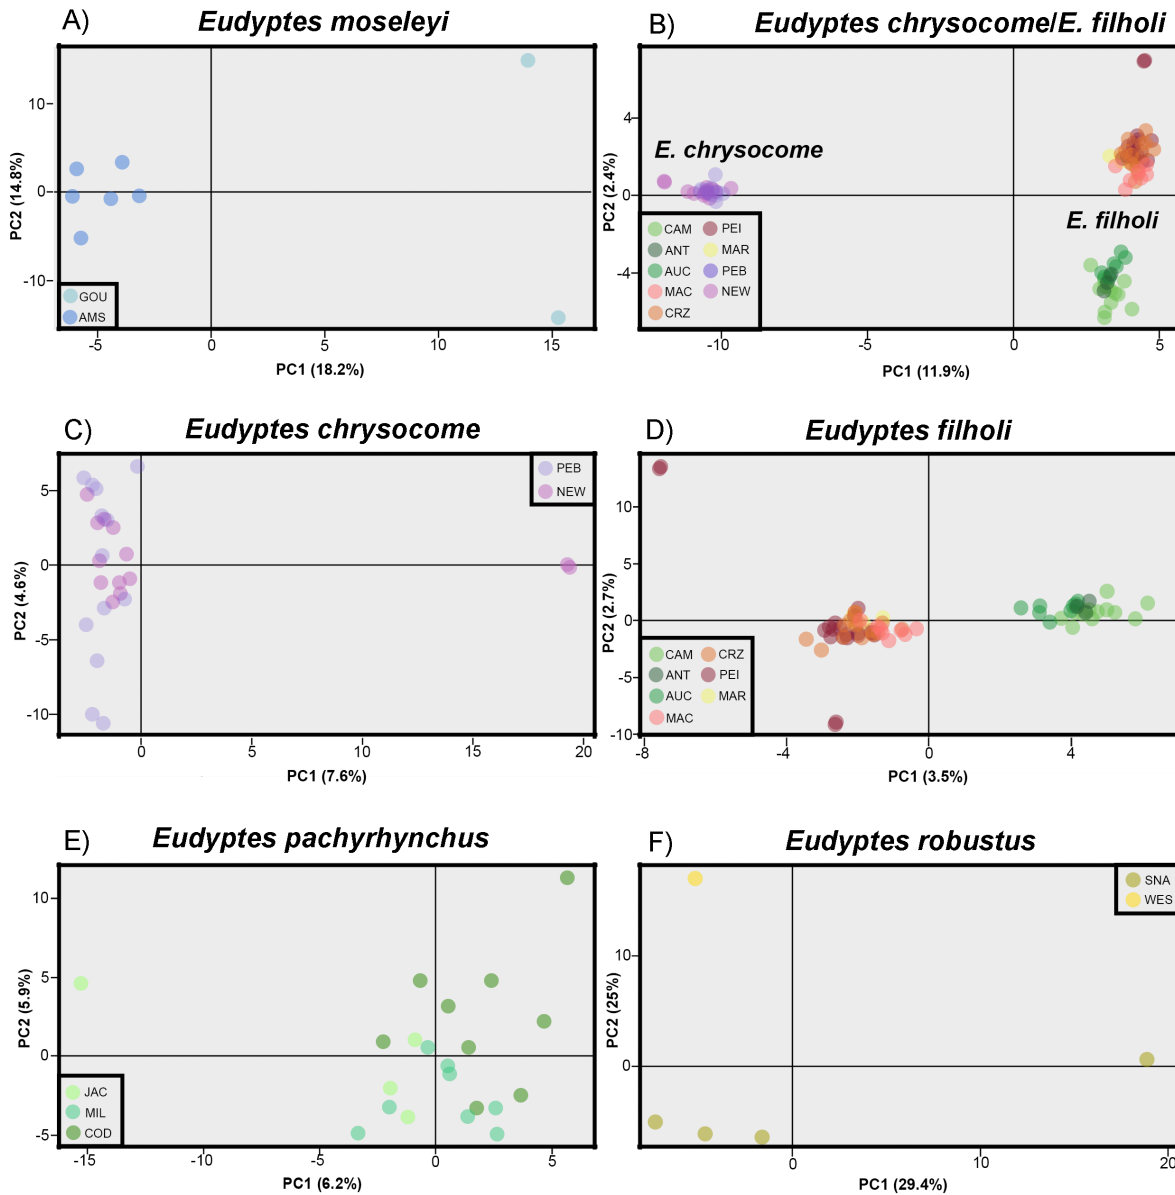 A) Eudyptes moseleyi
10
0
-10
PC2 (14.8%)
GOU
AMS
-5 0 5 10 15
PC1 (18.2%)
B) Eudyptes chrysocome/E. filholi
4
0
-4
PC2 (2.4%)
E. chrysocome
E. filholi
CAM PEI
ANT MAR
AUC PEB
MAC NEW
CRZ
-10 -5 0 5
PC1 (11.9%)
C) Eudyptes chrysocome
5
0
-5
-10
PC2 (4.6%)
PEB
NEW
0 5 10 15 20
PC1 (7.6%)
D) Eudyptes filholi
10
5
0
-5
-10
PC2 (2.7%)
CAM CRZ
ANT PEI
AUC MAR
MAC
-8 -4 0 4
PC1 (3.5%)
E) Eudyptes pachyrhynchus
10
5
0
-5
PC2 (5.9%)
JAC
MIL
COD
-15 -10 -5 0 5
PC1 (6.2%)
F) Eudyptes robustus
10
0
PC2 (25%)
SNA
WES
0 10 20
PC1 (29.4%)